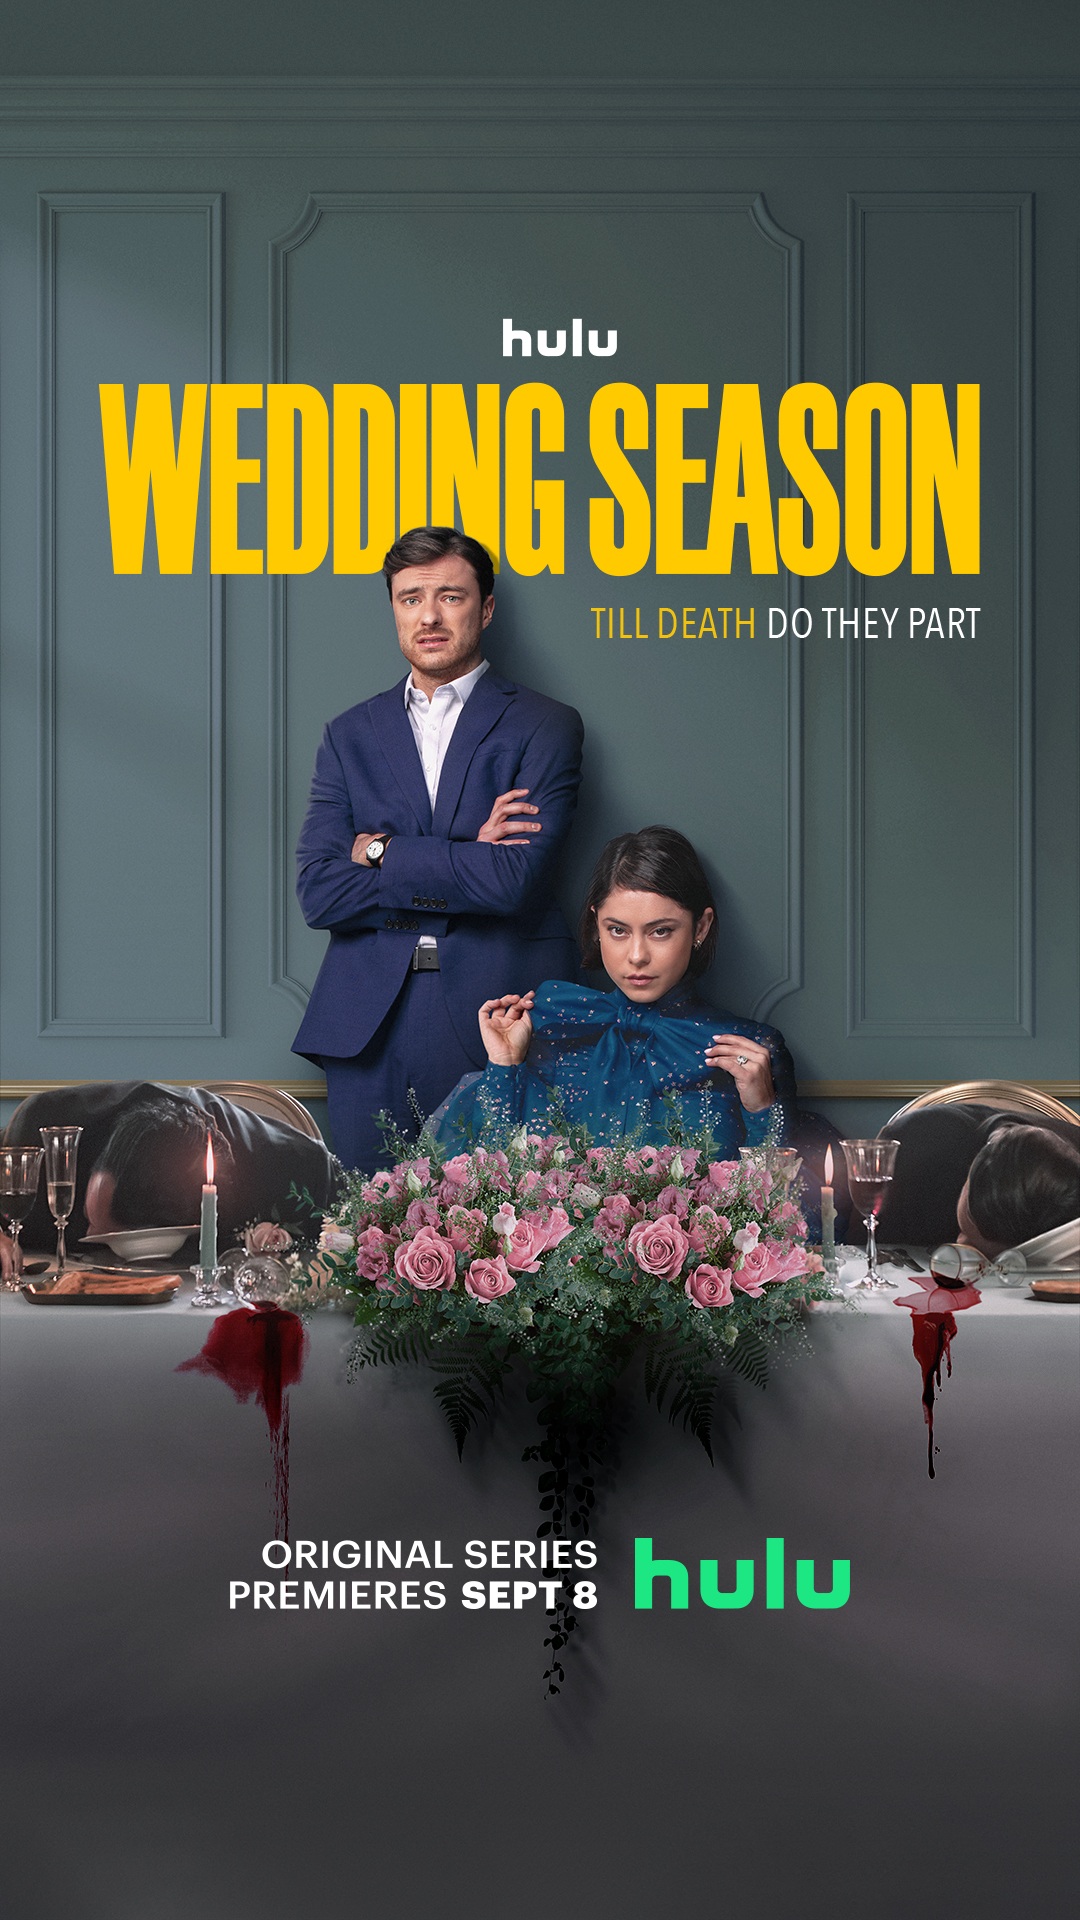 hulu
WEDDING SEASON
TILL DEATH DO THEY PART
ORIGINAL SERIES
PREMIERES SEPT 8
hulu